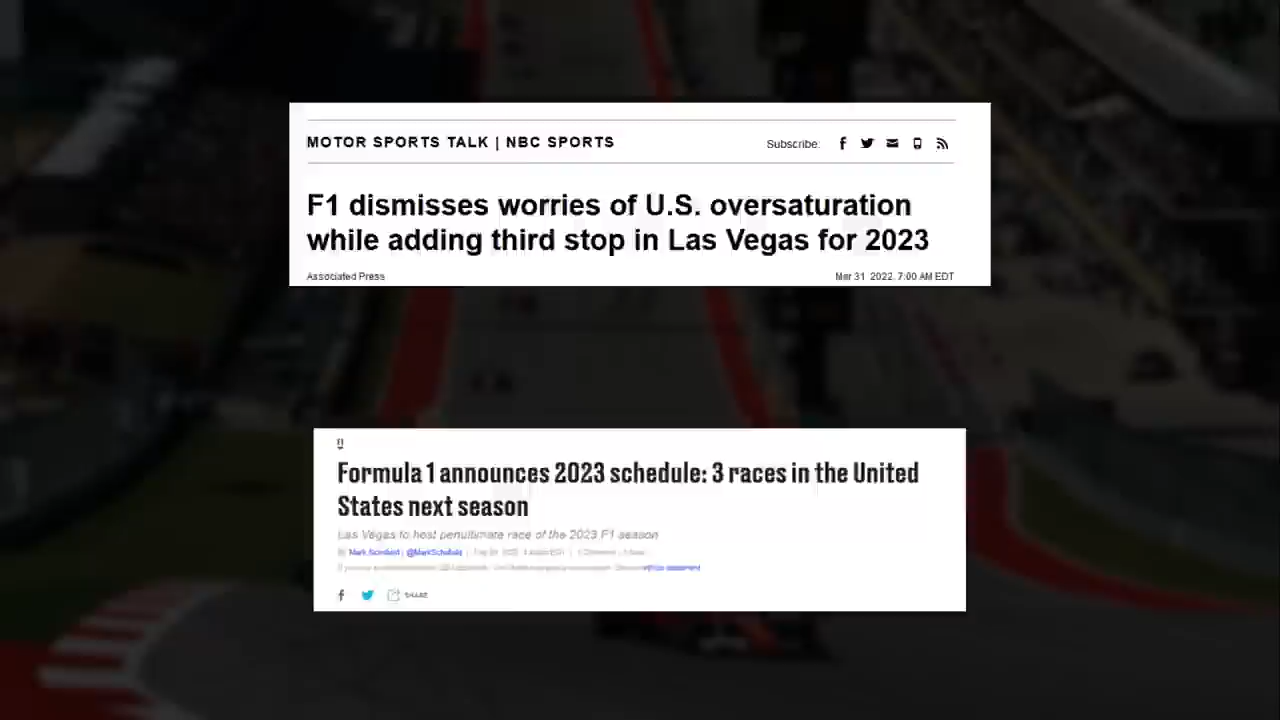 MOTOR SPORTS TALK | NBC SPORTS
Subscribe:
F1 dismisses worries of U.S. oversaturation
while adding third stop in Las Vegas for 2023
Associated Press
Mar 31, 2022, 7:00 AM EDT
Formula 1 announces 2023 schedule: 3 races in the United
States next season
Las Vegas to host penultimate race of the 2023 F1 season
By
SHARE